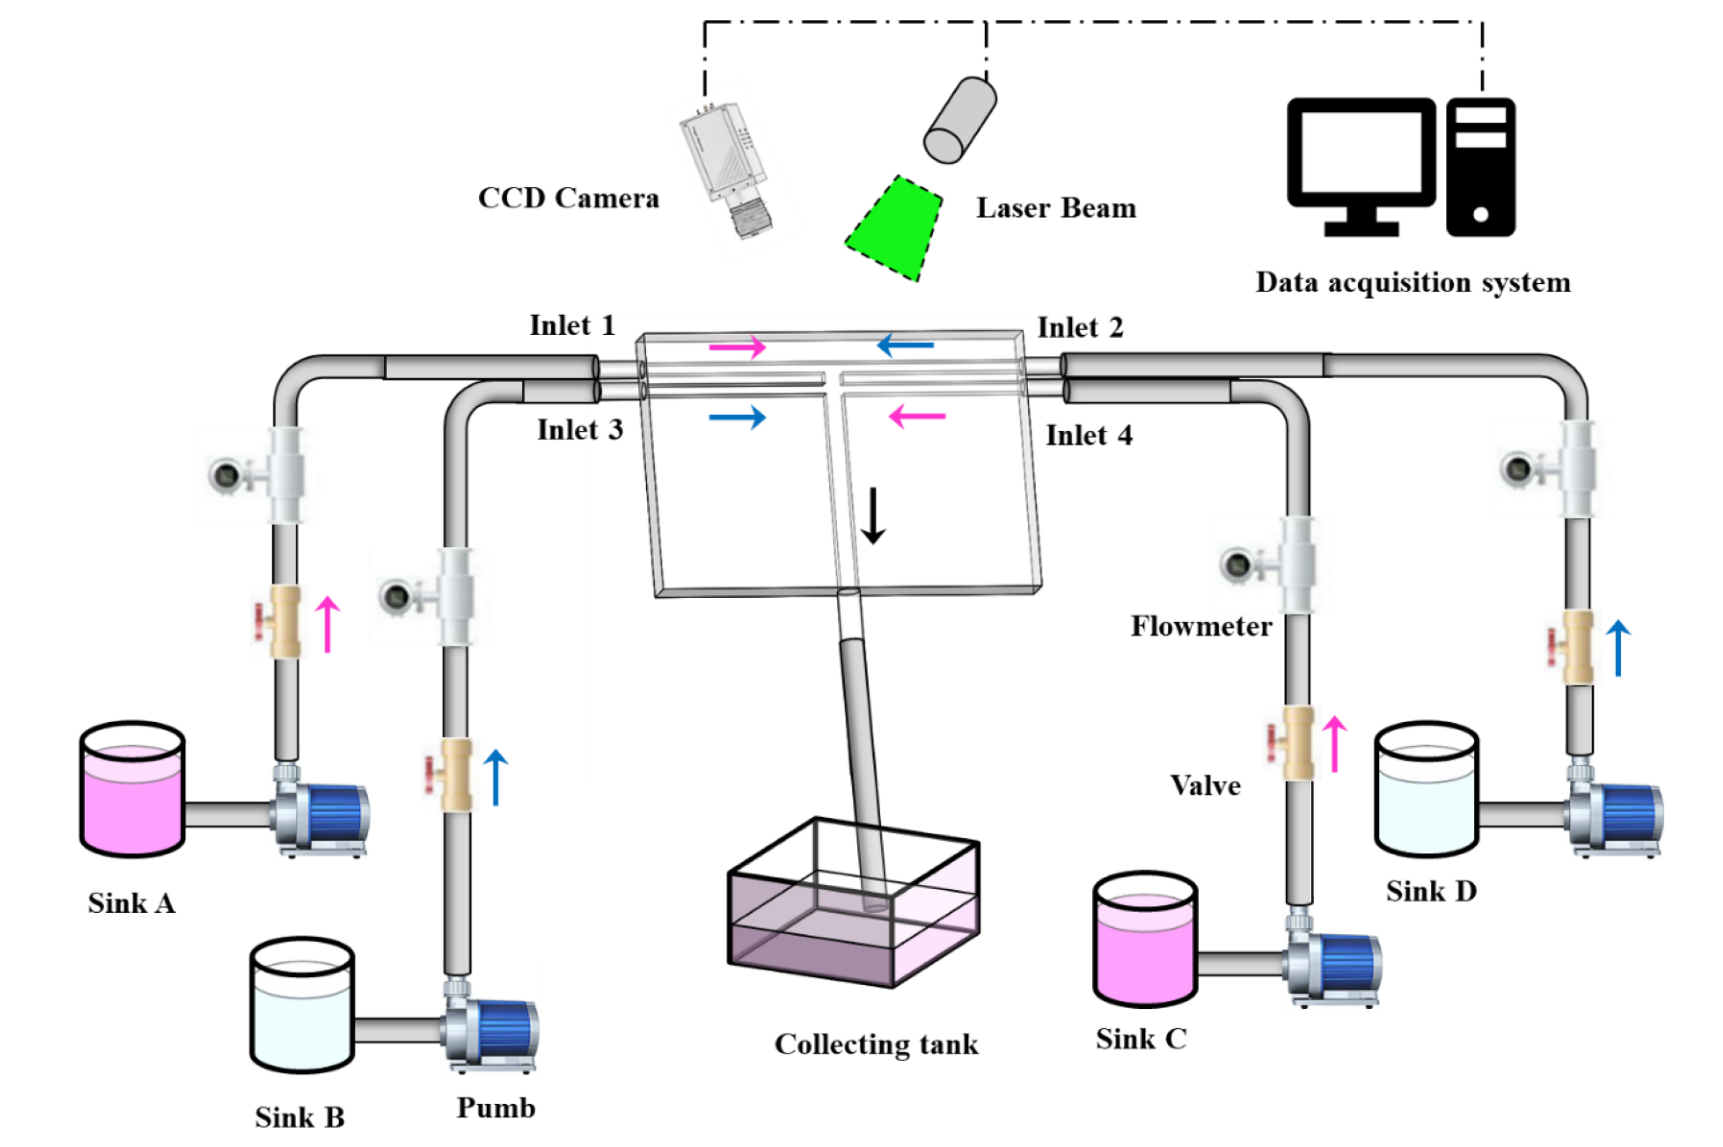 CCD Camera
Laser Beam
Data acquisition system
Inlet 1
Inlet 2
Inlet 3
Inlet 4
Flowmeter
Valve
Sink A
Sink D
Sink C
Collecting tank
Sink B
Pumb